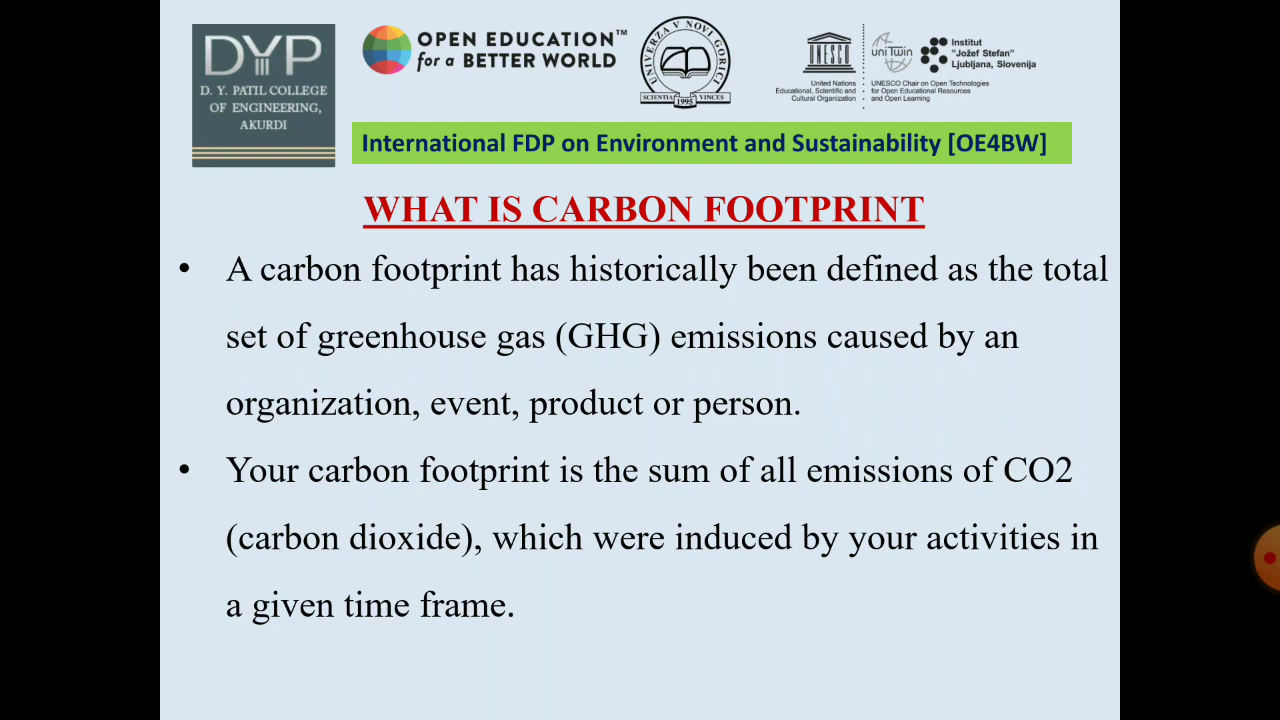 DYP
D. Y. PATIL COLLEGE
OF ENGINEERING,
AKURDI
OPEN EDUCATION™
for a BETTER WORLD
UNIVERZA V NOVI GORICI
SCIENTIA VINCES
1995
UNESCO
United Nations
Educational, Scientific and
Cultural Organization
uniTwin
Institut
"Jožef Stefan"
Ljubljana, Slovenija
UNESCO Chair on Open Technologies
for Open Educational Resources
and Open Learning
International FDP on Environment and Sustainability [OE4BW]
WHAT IS CARBON FOOTPRINT
• A carbon footprint has historically been defined as the total
set of greenhouse gas (GHG) emissions caused by an
organization, event, product or person.
• Your carbon footprint is the sum of all emissions of CO2
(carbon dioxide), which were induced by your activities in
a given time frame.